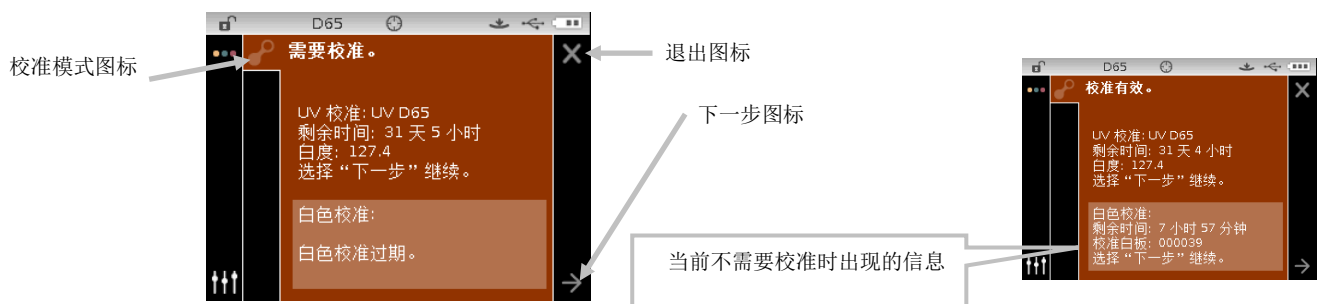 D65
需要校准。
校准模式图标
退出图标
UV 校准: UV D65
剩余时间: 31 天 5 小时
白度: 127.4
选择“下一步”继续。
下一步图标
白色校准:
白色校准过期。
D65
校准有效。
UV 校准: UV D65
剩余时间: 31 天 4 小时
白度: 127.4
选择“下一步”继续。
白色校准:
剩余时间: 7 小时 57 分钟
校准白板: 000039
选择“下一步”继续。
当前不需要校准时出现的信息